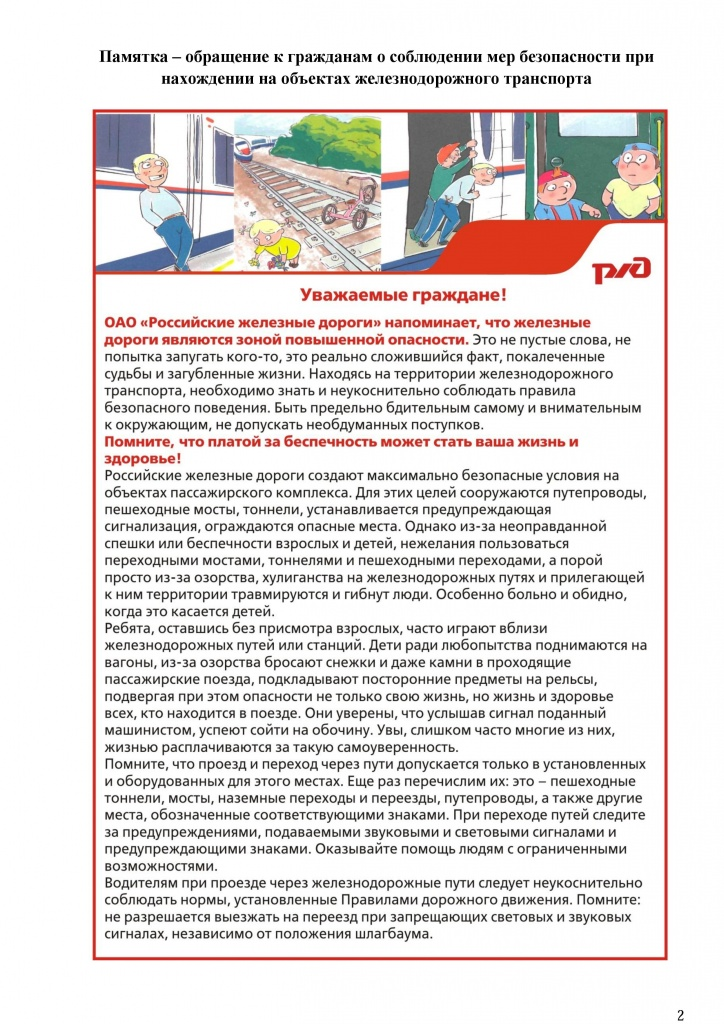 Памятка – обращение к гражданам о соблюдении мер безопасности при
нахождении на объектах железнодорожного транспорта
ржд
Уважаемые граждане!
ОАО «Российские железные дороги» напоминает, что железные
дороги являются зоной повышенной опасности. Это не пустые слова, не
попытка запугать кого-то, это реально сложившийся факт, покалеченные
судьбы и загубленные жизни. Находясь на территории железнодорожного
транспорта, необходимо знать и неукоснительно соблюдать правила
безопасного поведения. Быть предельно бдительным самому и внимательным
к окружающим, не допускать необдуманных поступков.
Помните, что платой за беспечность может стать ваша жизнь и
здоровье!
Российские железные дороги создают максимально безопасные условия на
объектах пассажирского комплекса. Для этих целей сооружаются путепроводы,
пешеходные мосты, тоннели, устанавливается предупреждающая
сигнализация, ограждаются опасные места. Однако из-за неоправданной
спешки или беспечности взрослых и детей, нежелания пользоваться
переходными мостами, тоннелями и пешеходными переходами, а порой
просто из-за озорства, хулиганства на железнодорожных путях и прилегающей
к ним территории травмируются и гибнут люди. Особенно больно и обидно,
когда это касается детей.
Ребята, оставшись без присмотра взрослых, часто играют вблизи
железнодорожных путей или станций. Дети ради любопытства поднимаются на
вагоны, из-за озорства бросают снежки и даже камни в проходящие
пассажирские поезда, подкладывают посторонние предметы на рельсы,
подвергая при этом опасности не только свою жизнь, но жизнь и здоровье
всех, кто находится в поезде. Они уверены, что услышав сигнал поданный
машинистом, успеют сойти на обочину. Увы, слишком часто многие из них,
жизнью расплачиваются за такую самоуверенность.
Помните, что проезд и переход через пути допускается только в установленных
и оборудованных для этого местах. Еще раз перечислим их: это – пешеходные
тоннели, мосты, наземные переходы и переезды, путепроводы, а также другие
места, обозначенные соответствующими знаками. При переходе путей следите
за предупреждениями, подаваемыми звуковыми и световыми сигналами и
предупреждающими знаками. Оказывайте помощь людям с ограниченными
возможностями.
Водителям при проезде через железнодорожные пути следует неукоснительно
соблюдать нормы, установленные Правилами дорожного движения. Помните:
не разрешается выезжать на переезд при запрещающих световых и звуковых
сигналах, независимо от положения шлагбаума.
2